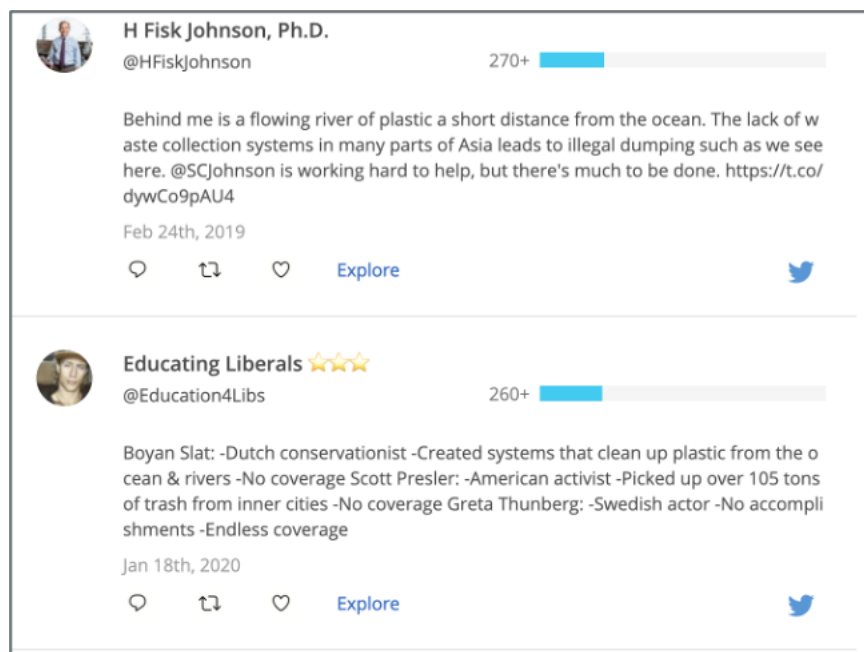 H Fisk Johnson, Ph.D.
@HFiskJohnson
270+
Behind me is a flowing river of plastic a short distance from the ocean. The lack of w
aste collection systems in many parts of Asia leads to illegal dumping such as we see
here. @SCJohnson is working hard to help, but there's much to be done. https://t.co/
dywCo9pAU4
Feb 24th, 2019
Explore
Educating Liberals ⭐⭐⭐
@Education4Libs
260+
Boyan Slat: -Dutch conservationist -Created systems that clean up plastic from the o
cean & rivers -No coverage Scott Presler: -American activist -Picked up over 105 tons
of trash from inner cities -No coverage Greta Thunberg: -Swedish actor -No accompli
shments -Endless coverage
Jan 18th, 2020
Explore